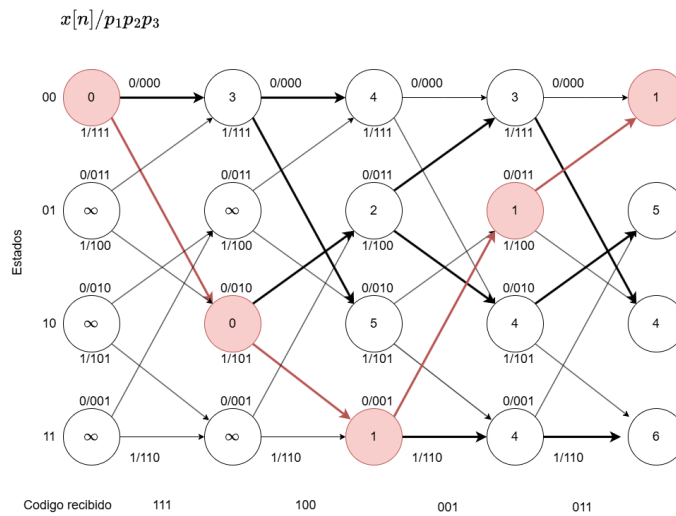 x[n]/p₁p₂p₃
0/000 0/000 0/000 0/000
00 0 3 4 3 1
1/111 1/111 1/111 1/111
0/011 0/011 0/011 0/011
01 ∞ ∞ 2 1 5
1/100 1/100 1/100 1/100
Estados
0/010 0/010 0/010 0/010
10 ∞ 0 5 4 4
1/101 1/101 1/101 1/101
0/001 0/001 0/001 0/001
11 ∞ ∞ 1 4 6
1/110 1/110 1/110 1/110
Codigo recibido 111 100 001 011